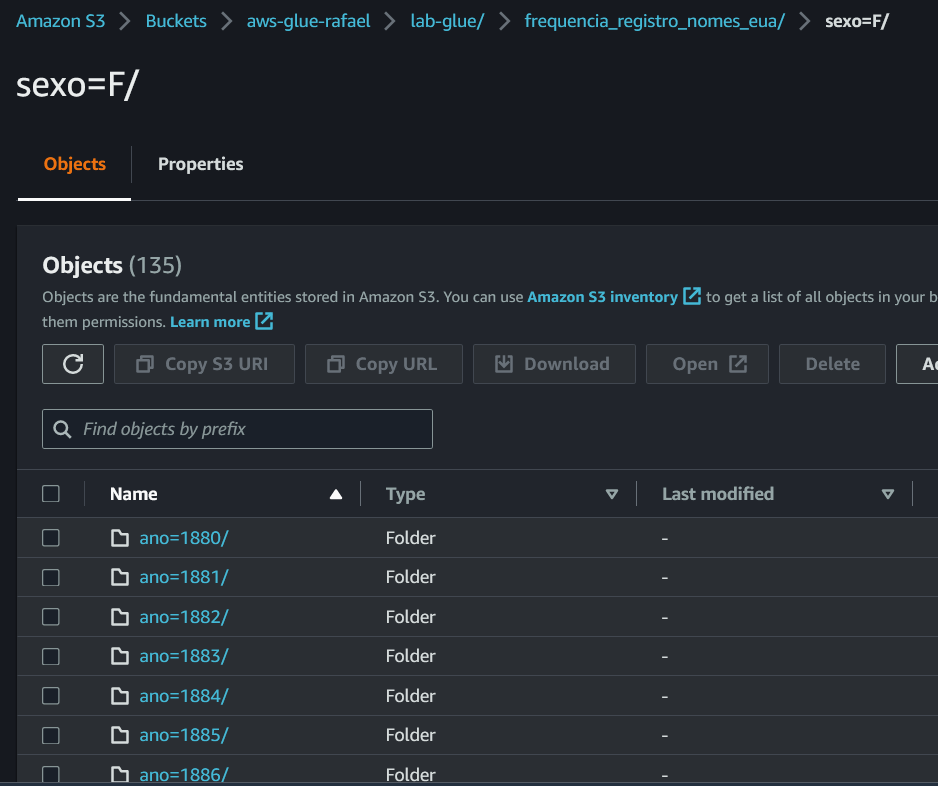 Amazon S3 > Buckets > aws-glue-rafael > lab-glue/ > frequencia_registro_nomes_eua/ > sexo=F/
sexo=F/
Objects Properties
Objects (135)
Objects are the fundamental entities stored in Amazon S3. You can use Amazon S3 inventory to get a list of all objects in your b
them permissions. Learn more
Copy S3 URI Copy URL Download Open Delete Ac
Find objects by prefix
Name Type Last modified
ano=1880/ Folder -
ano=1881/ Folder -
ano=1882/ Folder -
ano=1883/ Folder -
ano=1884/ Folder -
ano=1885/ Folder -
ano=1886/ Folder -